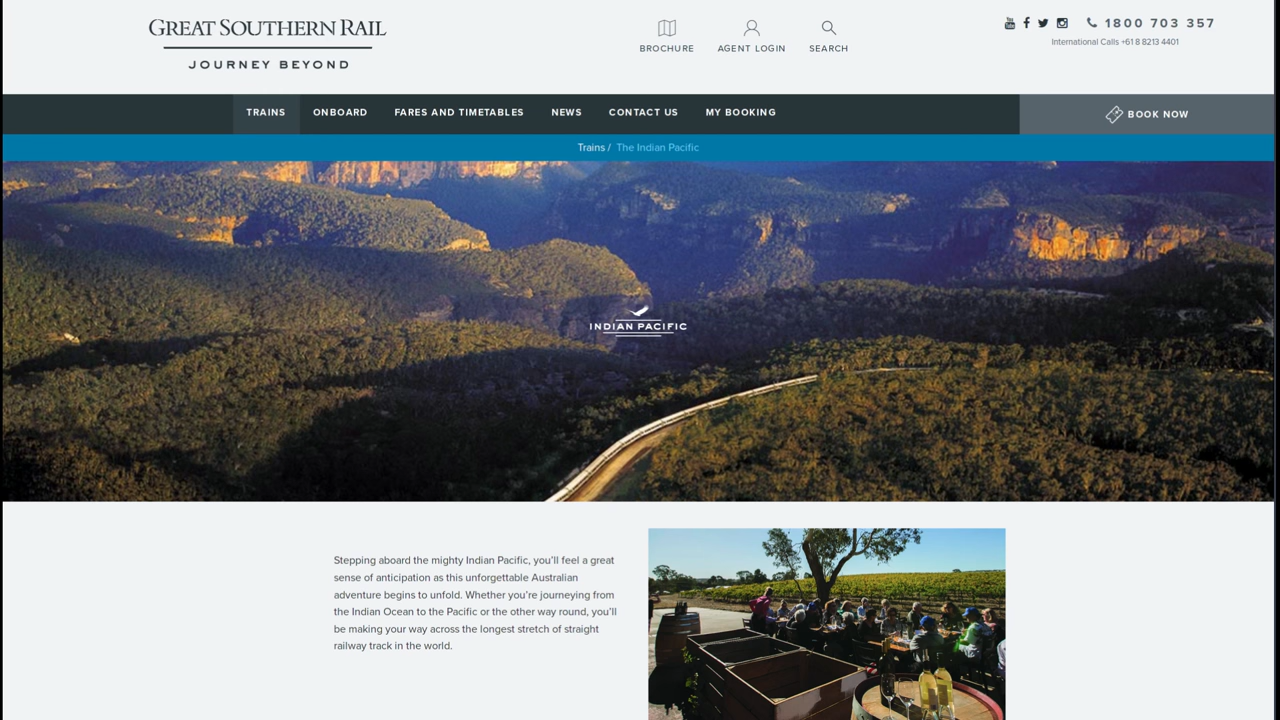 GREAT SOUTHERN RAIL
JOURNEY BEYOND
BROCHURE
AGENT LOGIN
SEARCH
1800 703 357
International Calls +61 8 8213 4401
TRAINS
ONBOARD
FARES AND TIMETABLES
NEWS
CONTACT US
MY BOOKING
BOOK NOW
Trains / The Indian Pacific
INDIAN PACIFIC
Stepping aboard the mighty Indian Pacific, you’ll feel a great
sense of anticipation as this unforgettable Australian
adventure begins to unfold. Whether you’re journeying from
the Indian Ocean to the Pacific or the other way round, you’ll
be making your way across the longest stretch of straight
railway track in the world.